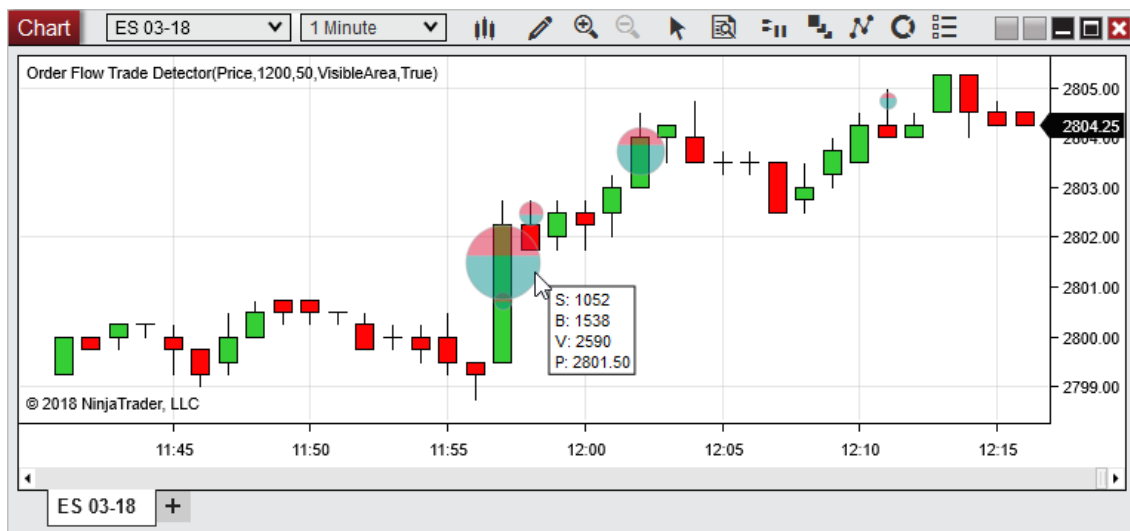 Chart ES 03-18 1 Minute
Order Flow Trade Detector(Price,1200,50,VisibleArea,True)
2805.00
2804.25
2803.00
2802.00
2801.00
2800.00
2799.00
S: 1052
B: 1538
V: 2590
P: 2801.50
© 2018 NinjaTrader, LLC
11:45 11:50 11:55 12:00 12:05 12:10 12:15
ES 03-18 +